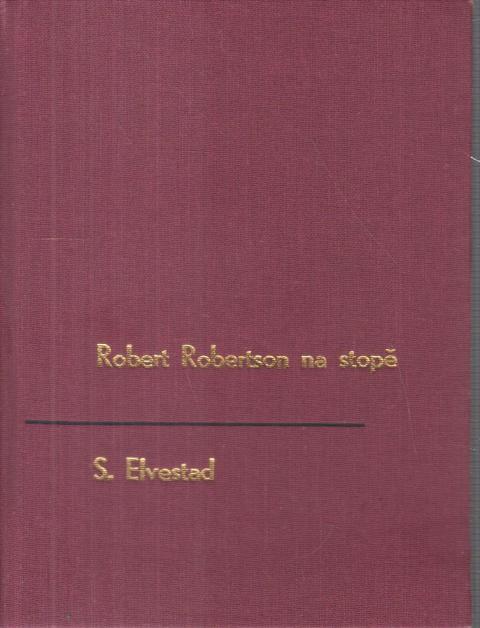 Robert Robertson na stopě
S. Elvestad